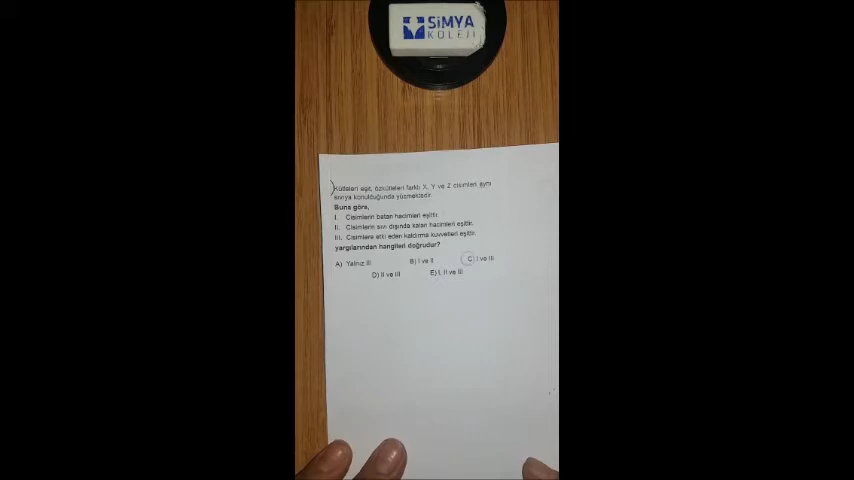 SİMYA
KOLEJİ
Kütleleri eşit, özkütleleri farklı X, Y ve Z cisimleri aynı
sıvıya konulduğunda yüzmektedir.
Buna göre,
I. Cisimlerin batan hacimleri eşittir.
II. Cisimlerin sıvı dışında kalan hacimleri eşittir.
III. Cisimlere etki eden kaldırma kuvvetleri eşittir.
yargılarından hangileri doğrudur?
A) Yalnız III B) I ve II C) I ve III
D) II ve III E) I, II ve III